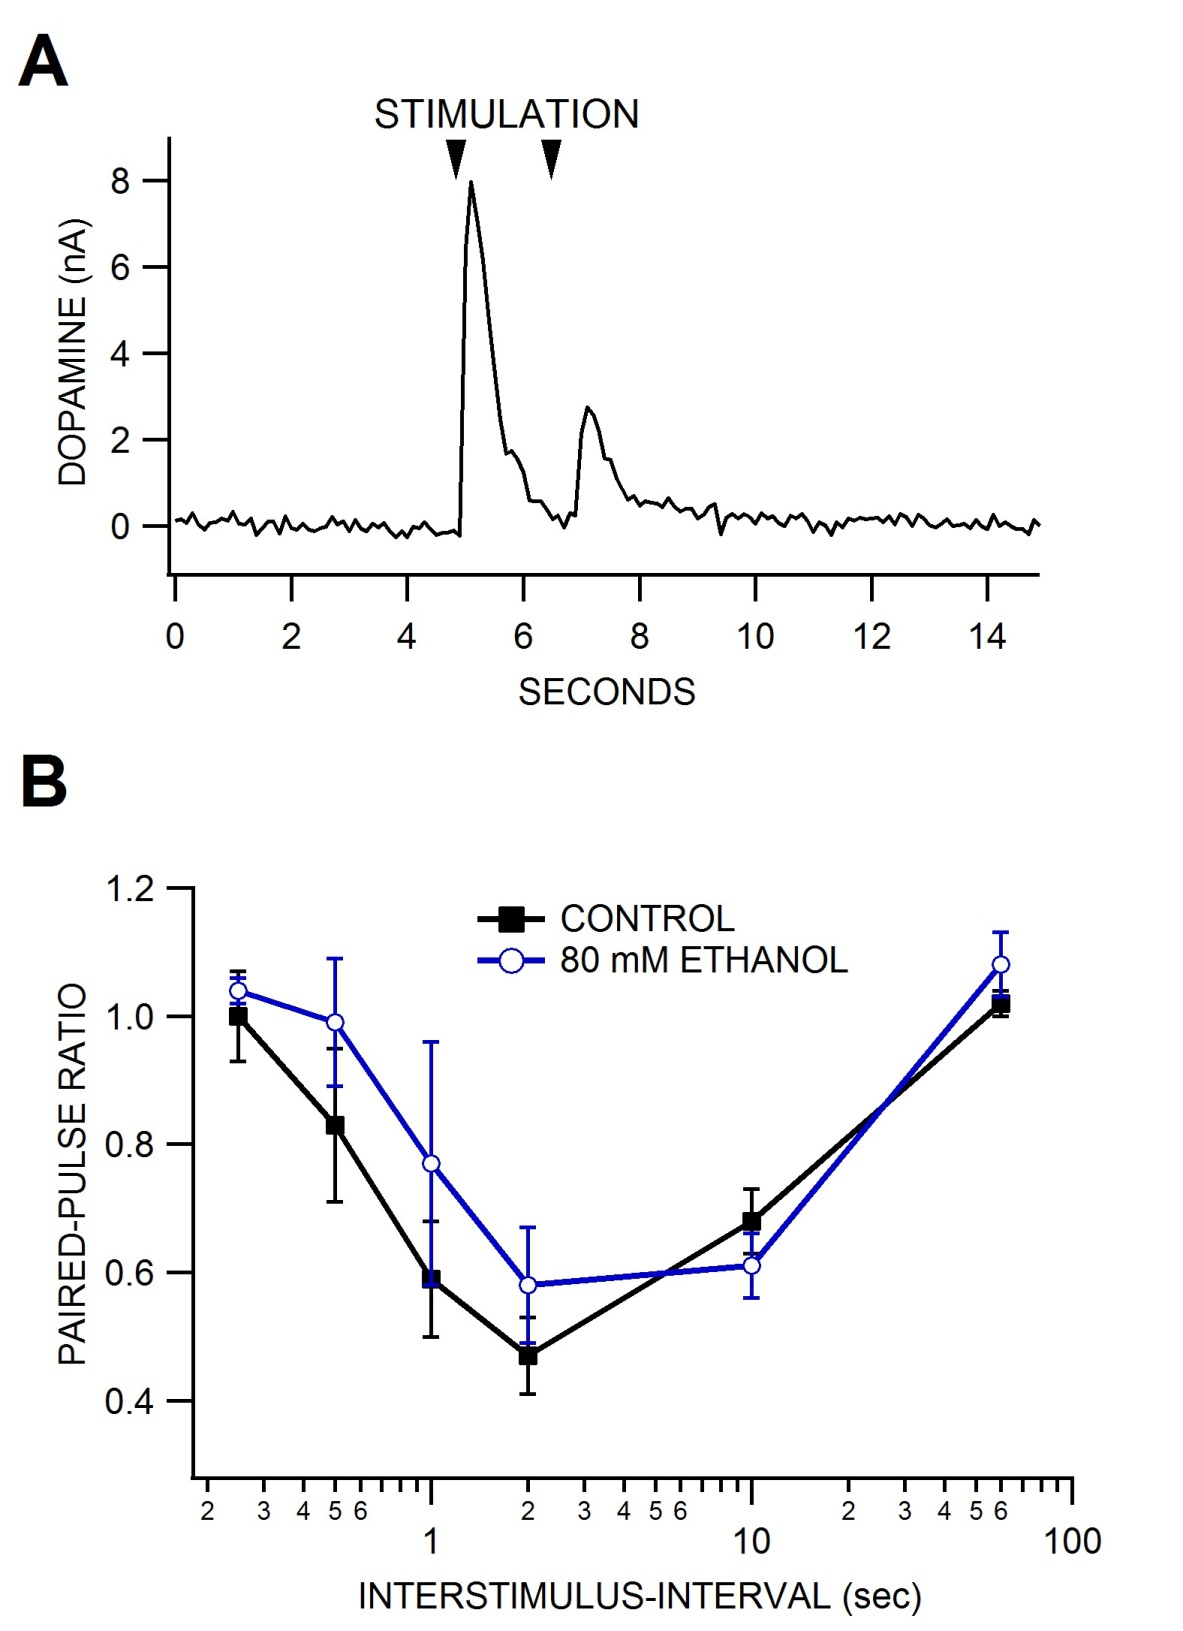 A
STIMULATION
8
6
4
2
0
DOPAMINE (nA)
0 2 4 6 8 10 12 14
SECONDS
B
1.2
1.0
0.8
0.6
0.4
PAIRED-PULSE RATIO
CONTROL
80 mM ETHANOL
2 3 4 5 6 2 3 4 5 6 2 3 4 5 6
1 10 100
INTERSTIMULUS-INTERVAL (sec)